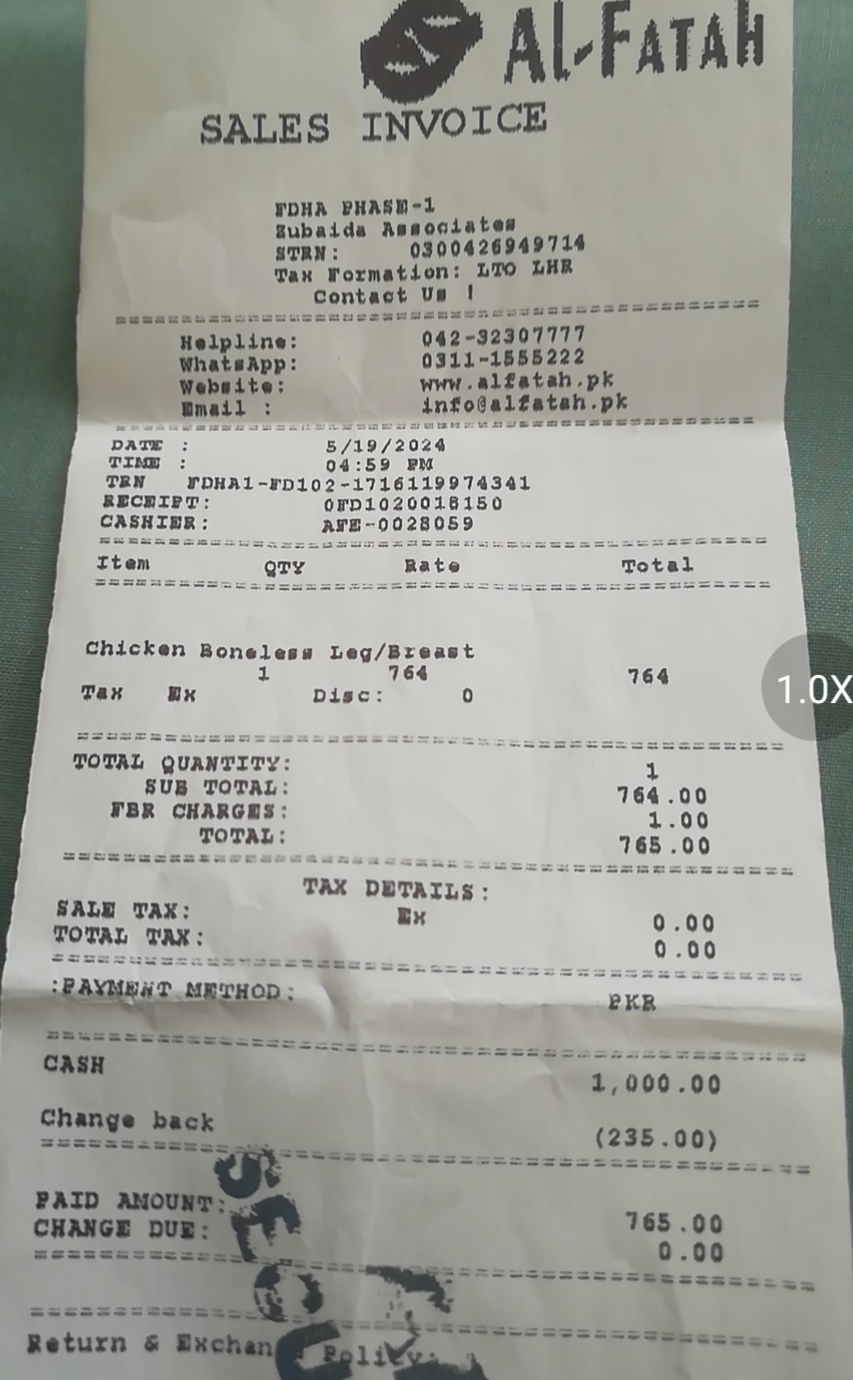 Al-Fatah
SALES INVOICE
FDHA PHASE-1
Zubaida Associates
STRN: 0300426949714
Tax Formation: LTO LHR
Contact Us !
Helpline: 042-32307777
WhatsApp: 0311-1555222
Website: www.alfatah.pk
Email : info@alfatah.pk
DATE : 5/19/2024
TIME : 04:59 PM
TRN FDHA1-FD102-1716119974341
RECEIPT: 0FD1020018150
CASHIER: AFE-0028059
Item QTY Rate Total
Chicken Boneless Leg/Breast
1 764 764
Tax Ex Disc: 0
TOTAL QUANTITY: 1
SUB TOTAL: 764.00
FBR CHARGES: 1.00
TOTAL: 765.00
TAX DETAILS:
SALE TAX: Ex 0.00
TOTAL TAX: 0.00
:PAYMENT METHOD: PKR
CASH 1,000.00
Change back (235.00)
PAID AMOUNT: 765.00
CHANGE DUE: 0.00
Return & Policy:
1.0X